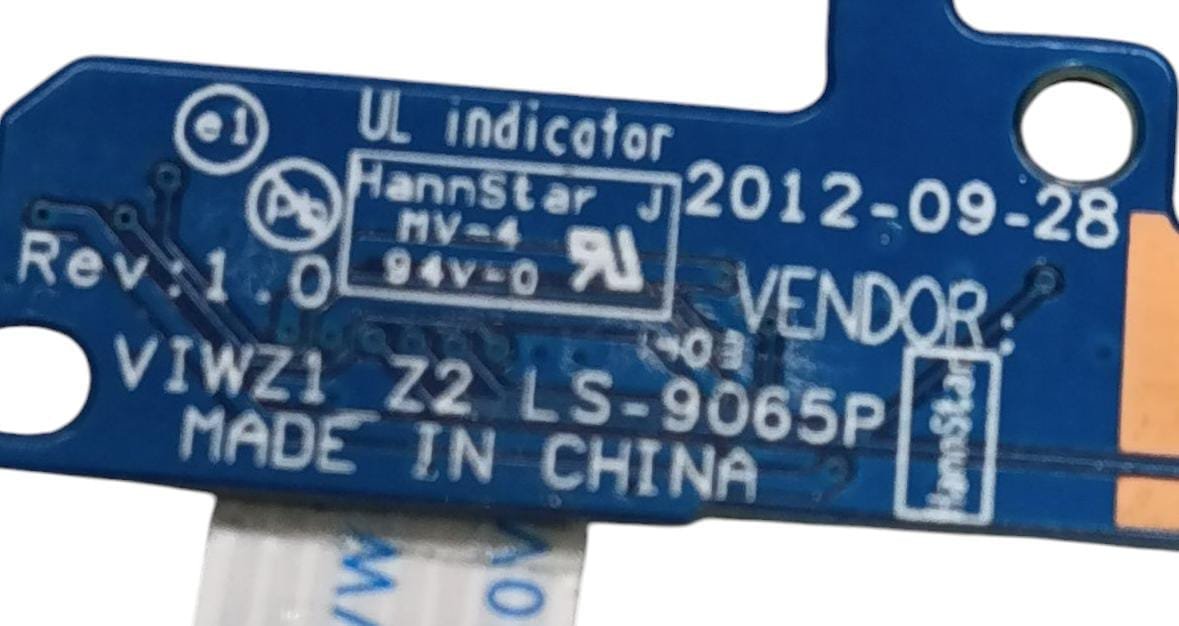 e1
UL indicator
Pb
HannStar J
MV-4
94V-0
2012-09-28
Rev:1.0
VENDOR:
VIWZ1 Z2 LS-9065P
HannStar
MADE IN CHINA